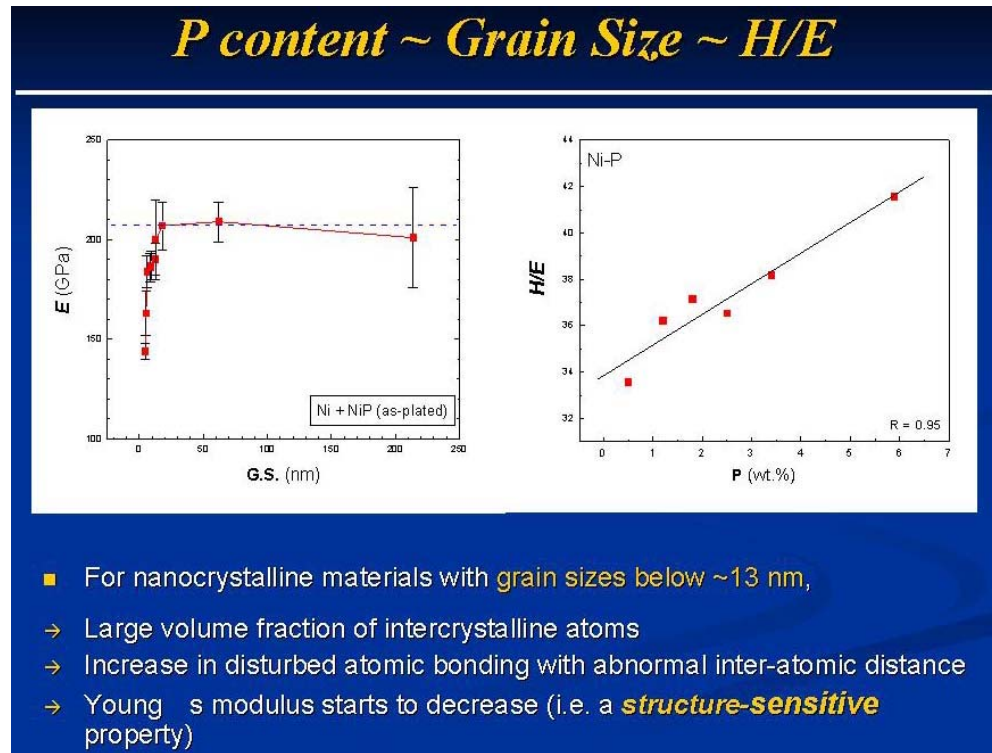 P content ~ Grain Size ~ H/E
250
200
150
100
E (GPa)
0
50
100
150
200
250
G.S. (nm)
Ni + NiP (as-plated)
44
42
40
38
36
34
32
H/E
Ni-P
R = 0.95
0 1 2 3 4 5 6 7
P (wt.%)
■ For nanocrystalline materials with grain sizes below ~13 nm,
→ Large volume fraction of intercrystalline atoms
→ Increase in disturbed atomic bonding with abnormal inter-atomic distance
→ Young s modulus starts to decrease (i.e. a structure-sensitive
property)